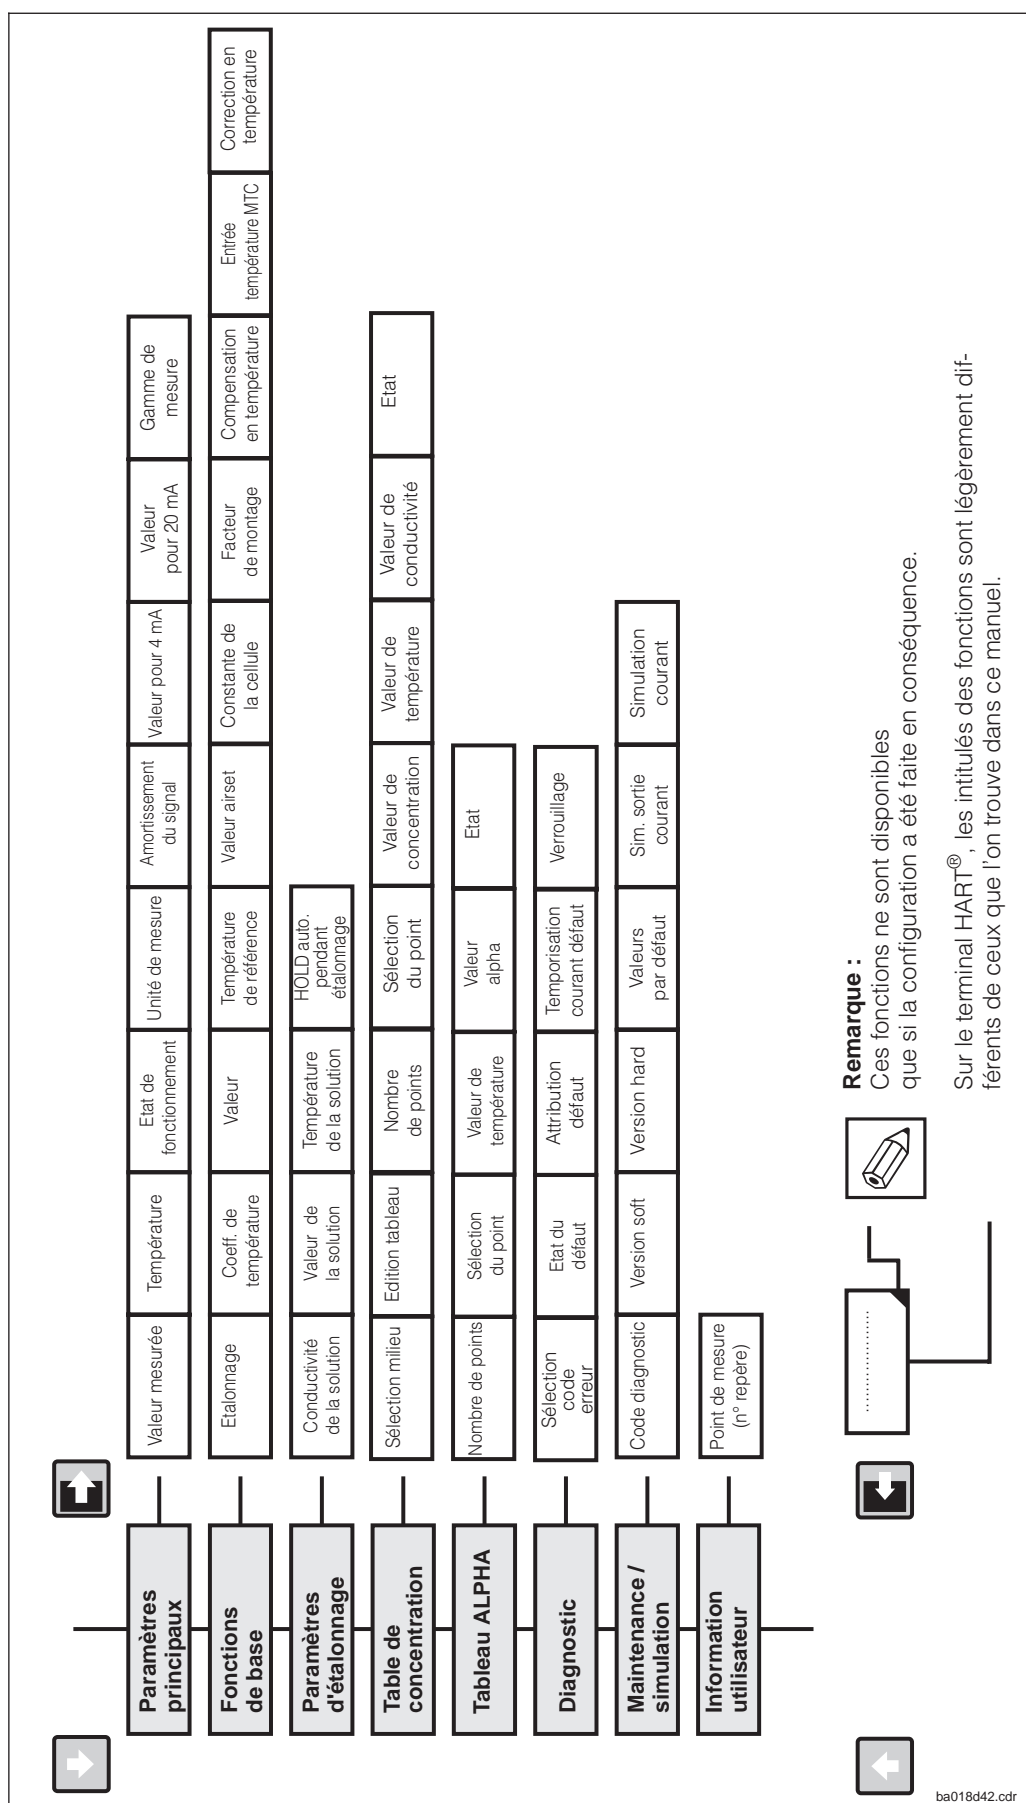 Paramètres
principaux
Valeur mesurée
Température
Etat de
fonctionnement
Unité de mesure
Amortissement
du signal
Valeur pour 4 mA
Valeur
pour 20 mA
Gamme de
mesure
Fonctions
de base
Etalonnage
Coeff. de
température
Valeur
Température
de référence
Valeur airset
Constante de
la cellule
Facteur
de montage
Compensation
en température
Entrée
température MTC
Correction en
température
Paramètres
d'étalonnage
Conductivité
de la solution
Valeur de
la solution
Température
de la solution
HOLD auto.
pendant
étalonnage
Table de
concentration
Sélection milieu
Edition tableau
Nombre
de points
Sélection
du point
Valeur de
concentration
Valeur de
température
Valeur de
conductivité
Etat
Tableau ALPHA
Nombre de points
Sélection
du point
Valeur de
température
Valeur
alpha
Etat
Diagnostic
Sélection
code
erreur
Etat du
défaut
Attribution
défaut
Temporisation
courant défaut
Verrouillage
Maintenance /
simulation
Code diagnostic
Version soft
Version hard
Valeurs
par défaut
Sim. sortie
courant
Simulation
courant
Information
utilisateur
Point de mesure
(n° repère)
...................
Remarque :
Ces fonctions ne sont disponibles
que si la configuration a été faite en conséquence.
Sur le terminal HART®, les intitulés des fonctions sont légèrement dif-
férents de ceux que l'on trouve dans ce manuel.
ba018d42.cdr